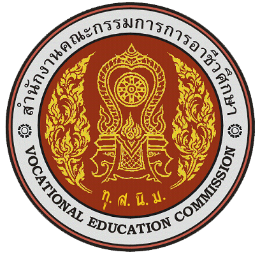 สำนักงานคณะกรรมการการอาชีวศึกษา
ทุ. ส. นิ. ม.
VOCATIONAL EDUCATION COMMISSION